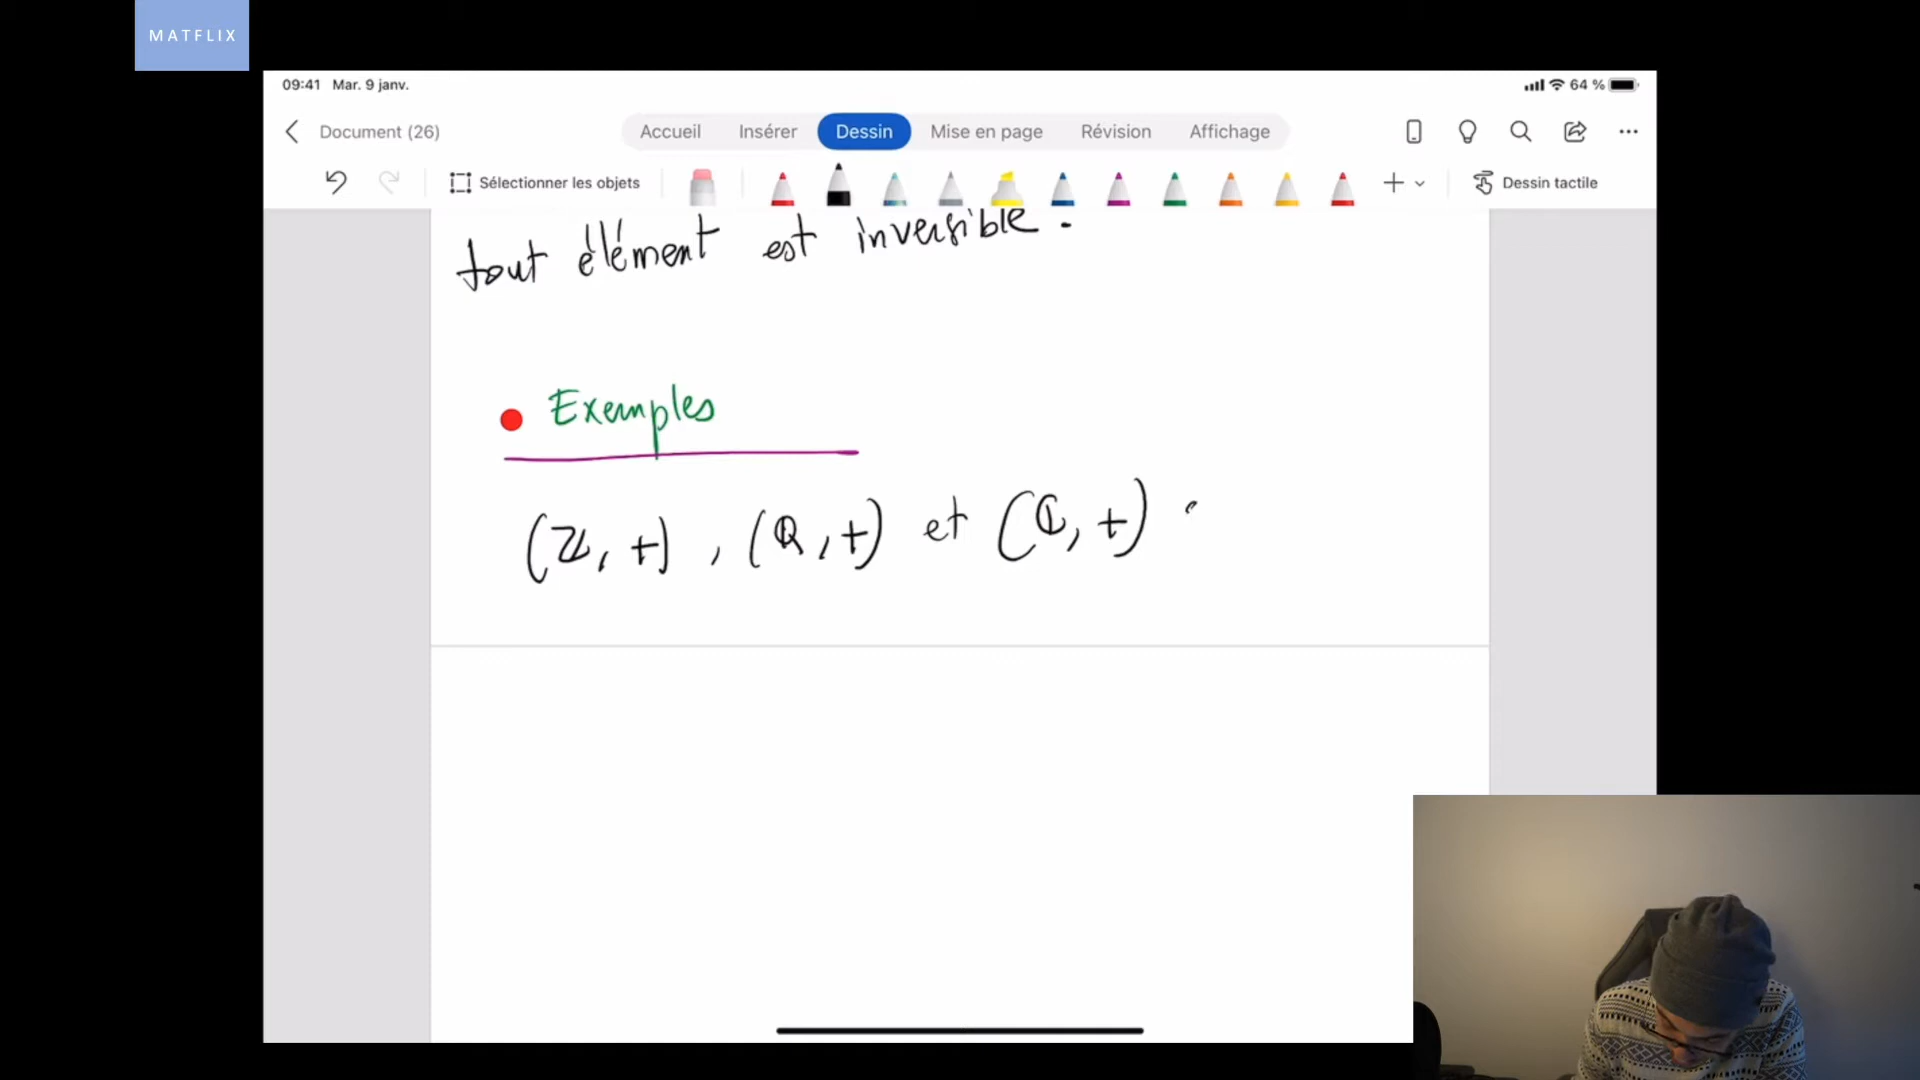 MATFLIX
09:41 Mar. 9 janv.
64 %
Document (26)
Accueil Insérer Dessin Mise en page Révision Affichage
Sélectionner les objets
Dessin tactile
tout élément est inversible.
Exemples
(ℤ, +), (ℚ, +) et (ℂ, +)